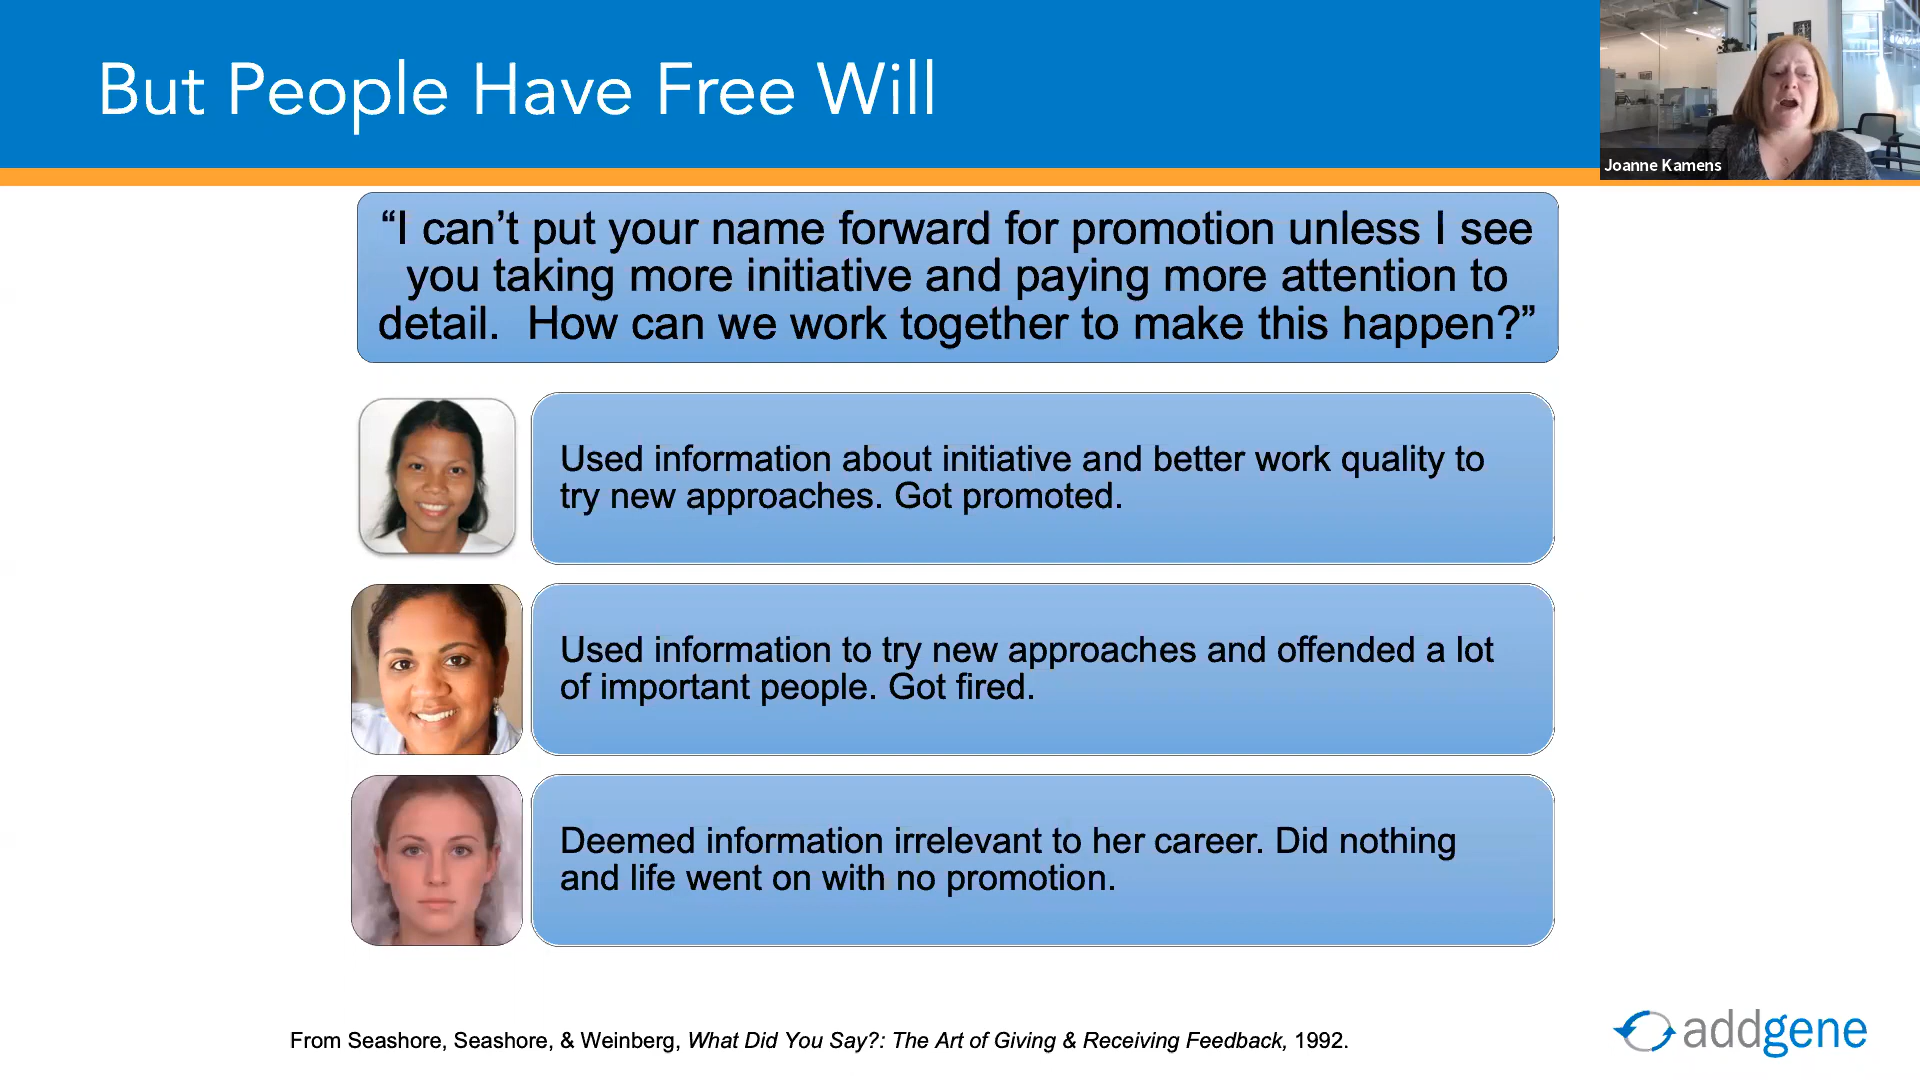 But People Have Free Will
Joanne Kamens
“I can’t put your name forward for promotion unless I see
you taking more initiative and paying more attention to
detail.  How can we work together to make this happen?”
Used information about initiative and better work quality to
try new approaches. Got promoted.
Used information to try new approaches and offended a lot
of important people. Got fired.
Deemed information irrelevant to her career. Did nothing
and life went on with no promotion.
From Seashore, Seashore, & Weinberg, What Did You Say?: The Art of Giving & Receiving Feedback, 1992.
addgene